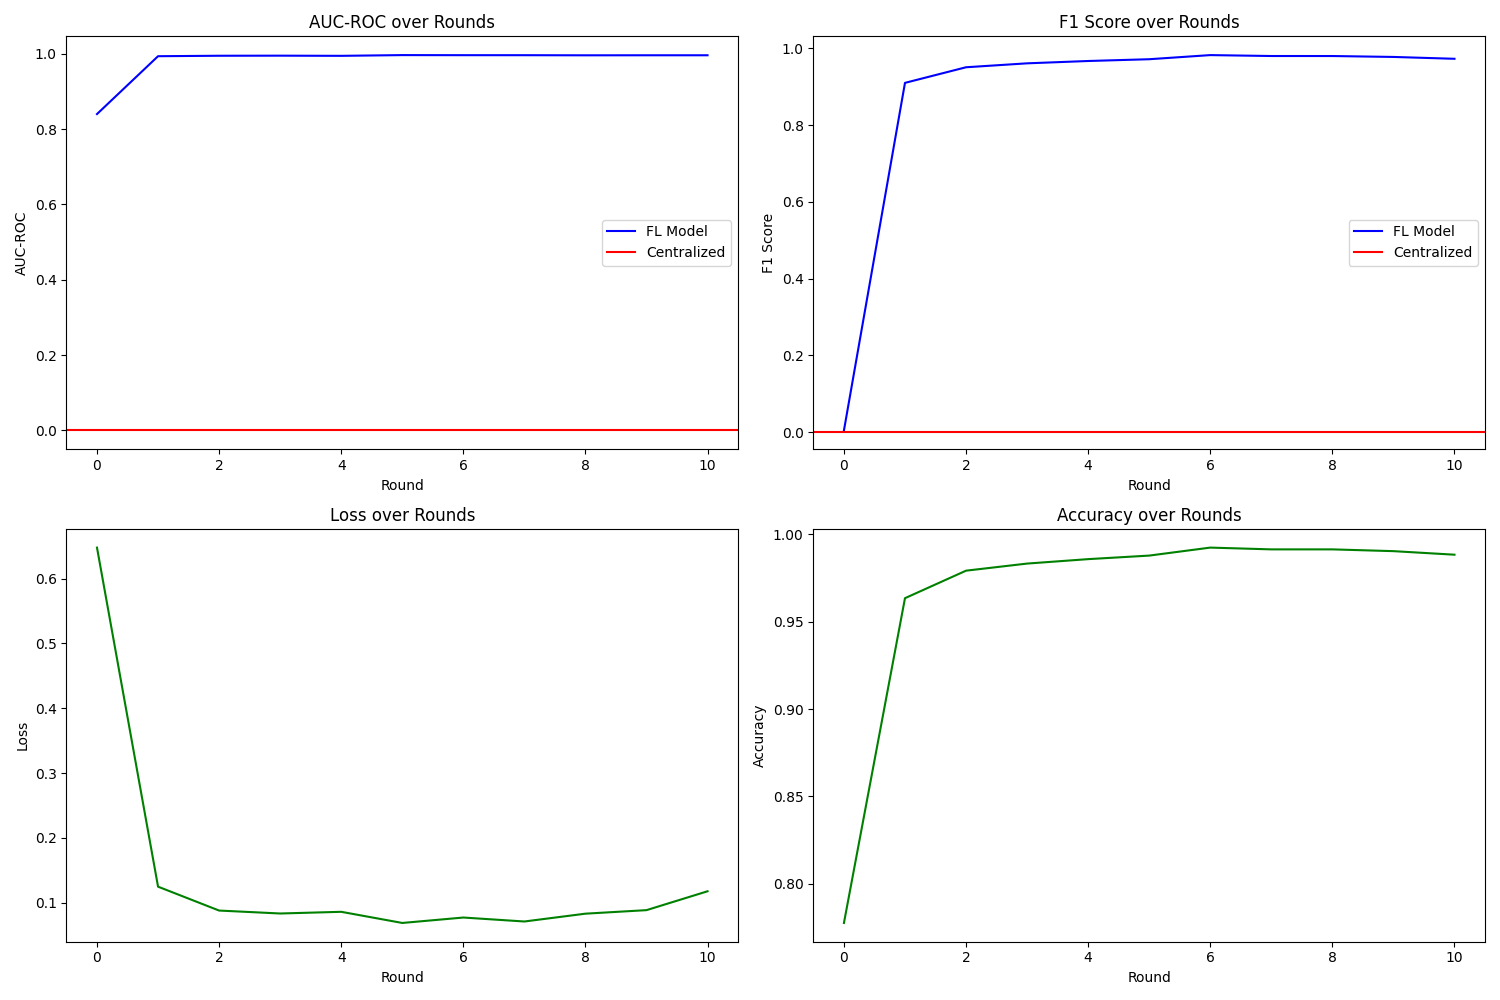 AUC-ROC over Rounds
1.0
0.8
0.6
0.4
0.2
0.0
AUC-ROC
FL Model
Centralized
0 2 4 6 8 10
Round
F1 Score over Rounds
1.0
0.8
0.6
0.4
0.2
0.0
F1 Score
FL Model
Centralized
0 2 4 6 8 10
Round
Loss over Rounds
0.6
0.5
0.4
0.3
0.2
0.1
Loss
0 2 4 6 8 10
Round
Accuracy over Rounds
1.00
0.95
0.90
0.85
0.80
Accuracy
0 2 4 6 8 10
Round